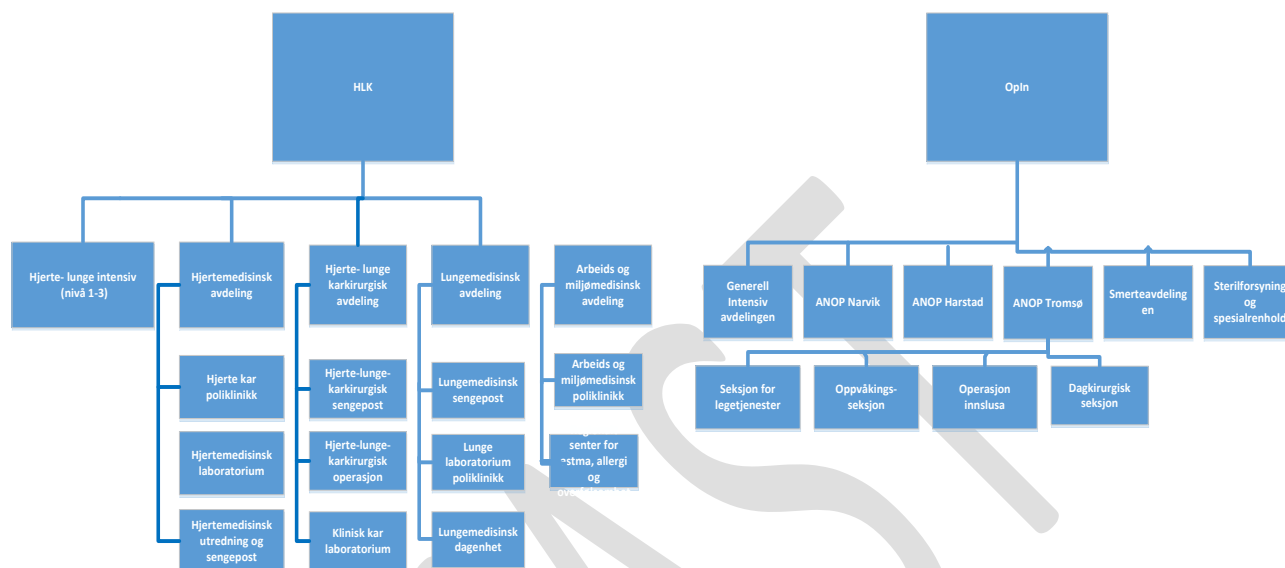 HLK
OpIn
Hjerte- lunge intensiv
(nivå 1-3)
Hjertemedisinsk
avdeling
Hjerte- lunge
karkirurgisk
avdeling
Lungemedisinsk
avdeling
Arbeids og
miljømedisinsk
avdeling
Hjerte kar
poliklinikk
Hjerte-lunge-
karkirurgisk
sengepost
Lungemedisinsk
sengepost
Arbeids og
miljømedisinsk
poliklinikk
Hjertemedisinsk
laboratorium
Hjerte-lunge-
karkirurgisk
operasjon
Lunge
laboratorium
poliklinikk
senter for
astma, allergi
og
Hjertemedisinsk
utredning og
sengepost
Klinisk kar
laboratorium
Lungemedisinsk
dagenhet
Generell
Intensiv
avdelingen
ANOP Narvik
ANOP Harstad
ANOP Tromsø
Smerteavdeling
en
Sterilforsyning
og
spesialrenhold
Seksjon for
legetjenester
Oppvåkings-
seksjon
Operasjon
innslusa
Dagkirurgisk
seksjon